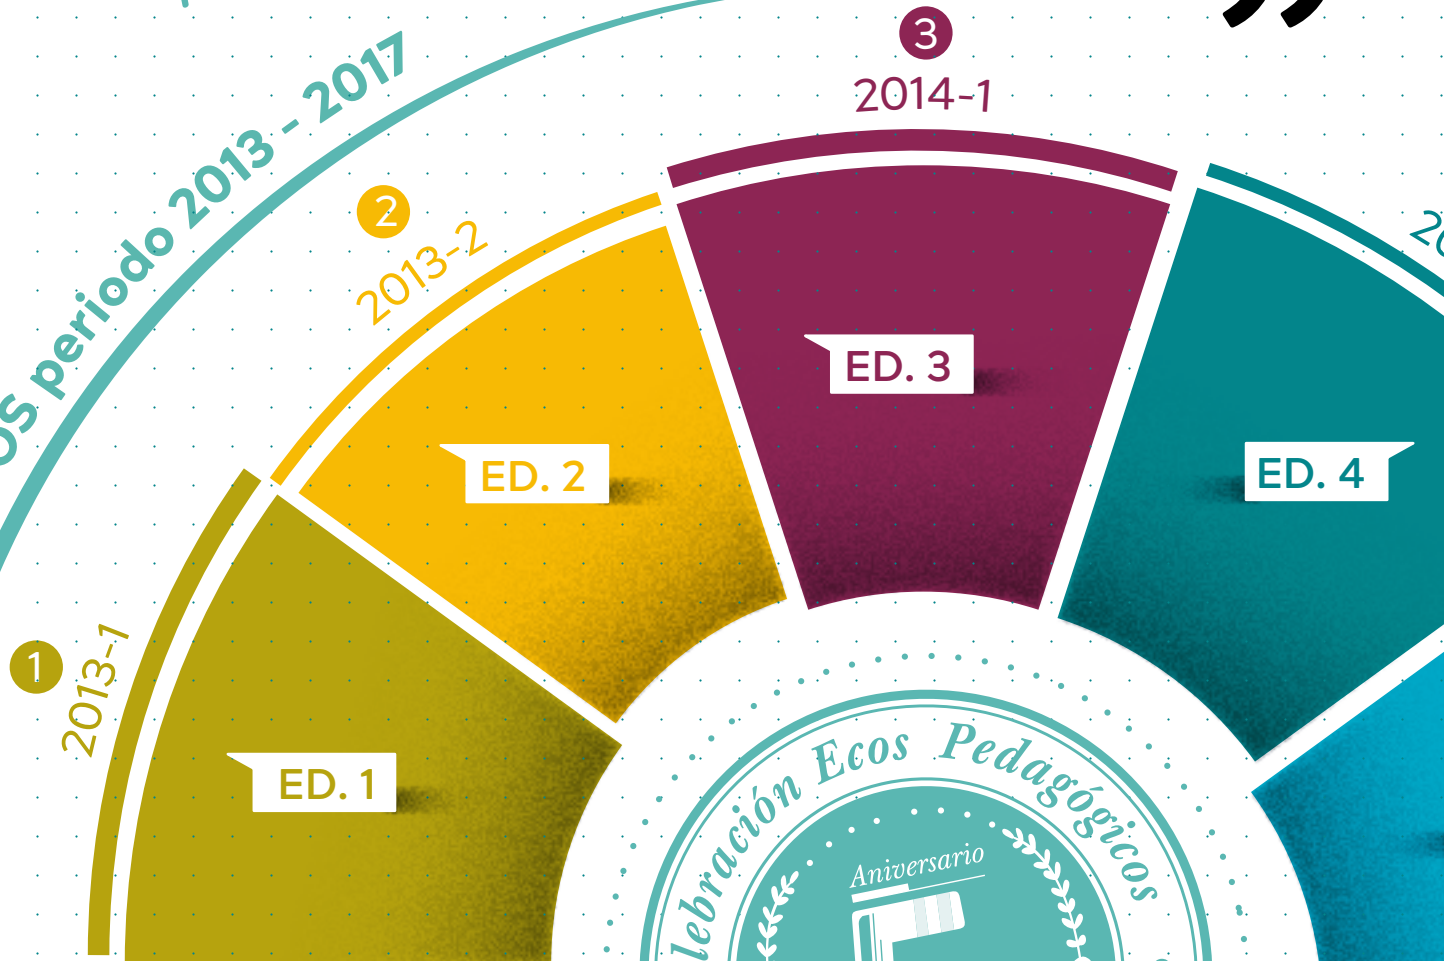 ”
OS periodo 2013 - 2017
3
2014-1
2
2013-2
1
2013-1
ED. 1
ED. 2
ED. 3
ED. 4
lebración Ecos Pedagógicos
Aniversario